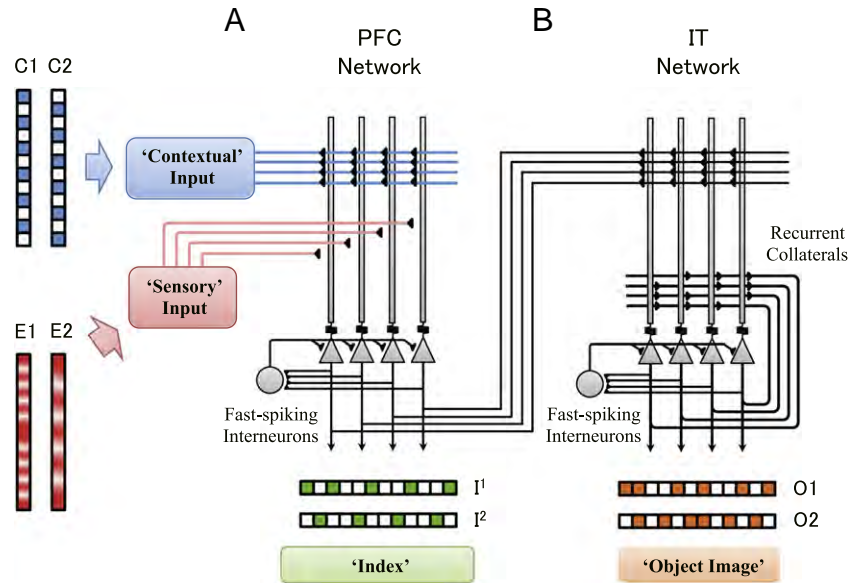 A
B
PFC
Network
IT
Network
C1 C2
'Contextual'
Input
'Sensory'
Input
Recurrent
Collaterals
E1 E2
Fast-spiking
Interneurons
Fast-spiking
Interneurons
I¹
I²
O1
O2
'Index'
'Object Image'